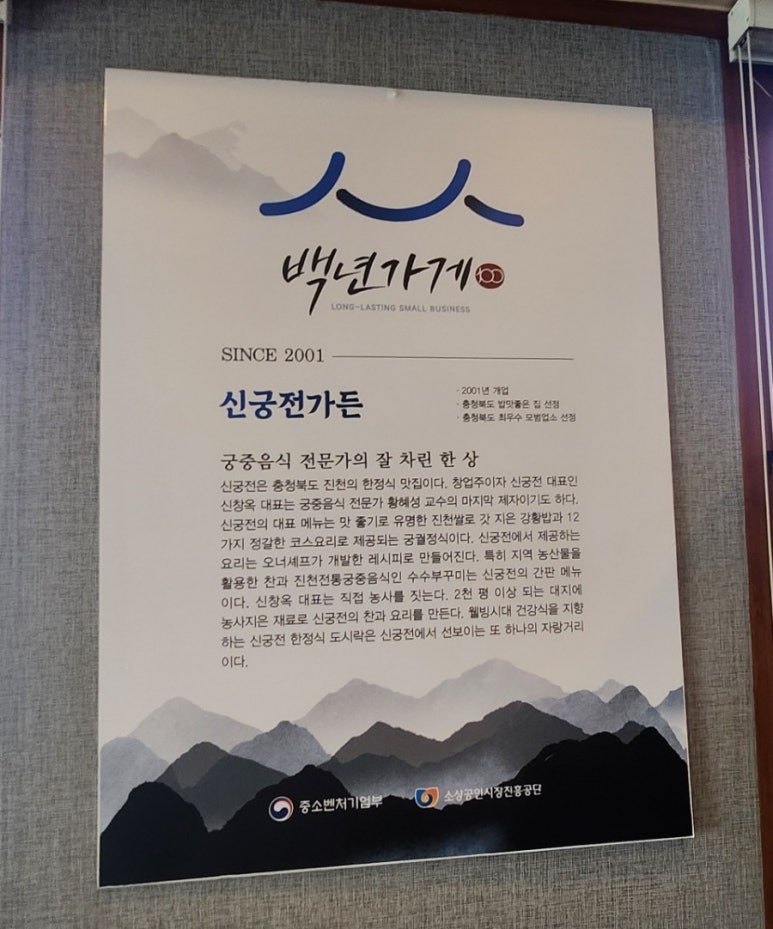 백년가게 100
LONG-LASTING SMALL BUSINESS
SINCE 2001
신궁전가든
· 2001년 개업
· 충청북도 밥맛좋은 집 선정
· 충청북도 최우수 모범업소 선정
궁중음식 전문가의 잘 차린 한 상
신궁전은 충청북도 진천의 한정식 맛집이다. 창업주이자 신궁전 대표인
신창옥 대표는 궁중음식 전문가 황혜성 교수의 마지막 제자이기도 하다.
신궁전의 대표 메뉴는 맛 좋기로 유명한 진천쌀로 갓 지은 강황밥과 12
가지 정갈한 코스요리로 제공되는 궁궐정식이다. 신궁전에서 제공하는
요리는 오너셰프가 개발한 레시피로 만들어진다. 특히 지역 농산물을
활용한 찬과 진천전통궁중음식인 수수부꾸미는 신궁전의 간판 메뉴
이다. 신창옥 대표는 직접 농사를 짓는다. 2천 평 이상 되는 대지에
농사지은 재료로 신궁전의 찬과 요리를 만든다. 웰빙시대 건강식을 지향
하는 신궁전 한정식 도시락은 신궁전에서 선보이는 또 하나의 자랑거리
이다.
중소벤처기업부
소상공인시장진흥공단